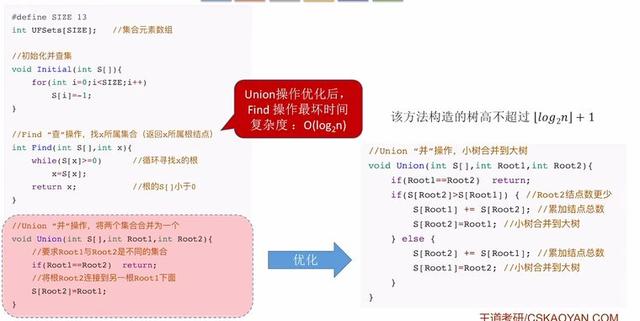 #define SIZE 13
int UFSets[SIZE];   //集合元素数组
//初始化并查集
void Initial(int S[]){
for(int i=0;i<SIZE;i++)
S[i]=-1;
}
//Find “查”操作，找x所属集合（返回x所属根结点）
int Find(int S[],int x){
while(S[x]>=0)   //循环寻找x的根
x=S[x];
return x;   //根的S[]小于0
}
//Union “并”操作，将两个集合合并为一个
void Union(int S[],int Root1,int Root2){
//要求Root1与Root2是不同的集合
if(Root1==Root2)  return;
//将根Root2连接到另一根Root1下面
S[Root2]=Root1;
}
Union操作优化后，
Find 操作最坏时间
复杂度：O(log₂n)
优化
该方法构造的树高不超过 ⌊log₂n⌋ + 1
//Union “并”操作，小树合并到大树
void Union(int S[],int Root1,int Root2){
if(Root1==Root2)  return;
if(S[Root2]>S[Root1]) { //Root2结点数更少
S[Root1] += S[Root2]; //累加结点总数
S[Root2]=Root1; //小树合并到大树
} else {
S[Root2] += S[Root1]; //累加结点总数
S[Root1]=Root2; //小树合并到大树
}
}
王道考研/CSKAOYAN.COM